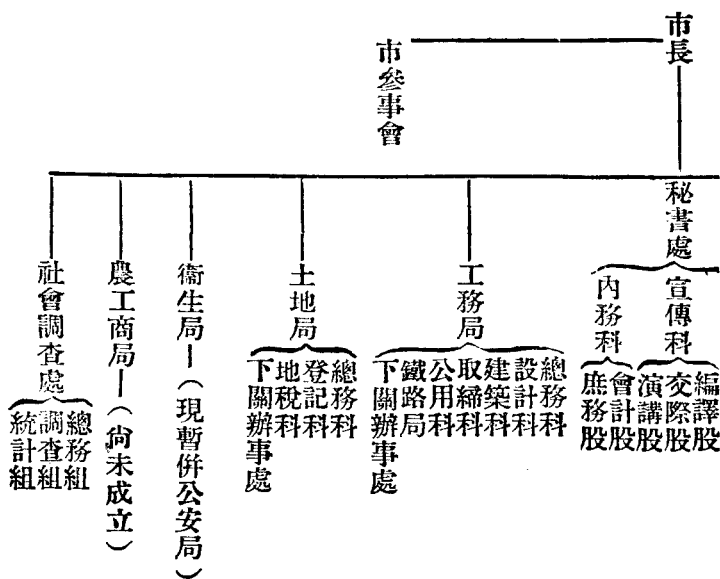 市長
市參事會
秘書處
宣傳科
編譯股
交際股
演講股
內務科
會計股
庶務股
工務局
總務科
設計科
建築科
取締科
公用科
鐵路局
下關辦事處
土地局
總務科
登記科
地稅科
下關辦事處
衞生局—(現暫併公安局)
農工商局—(尙未成立)
社會調查處
總務組
調查組
統計組